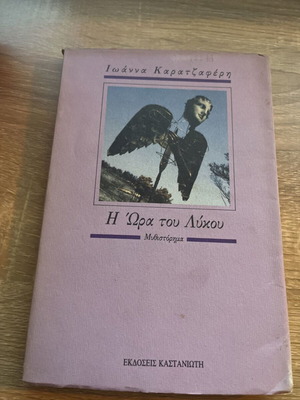 Ιωάννα Καρατζαφέρη
Η Ώρα του Λύκου
Μυθιστόρημα
ΕΚΔΟΣΕΙΣ ΚΑΣΤΑΝΙΩΤΗ